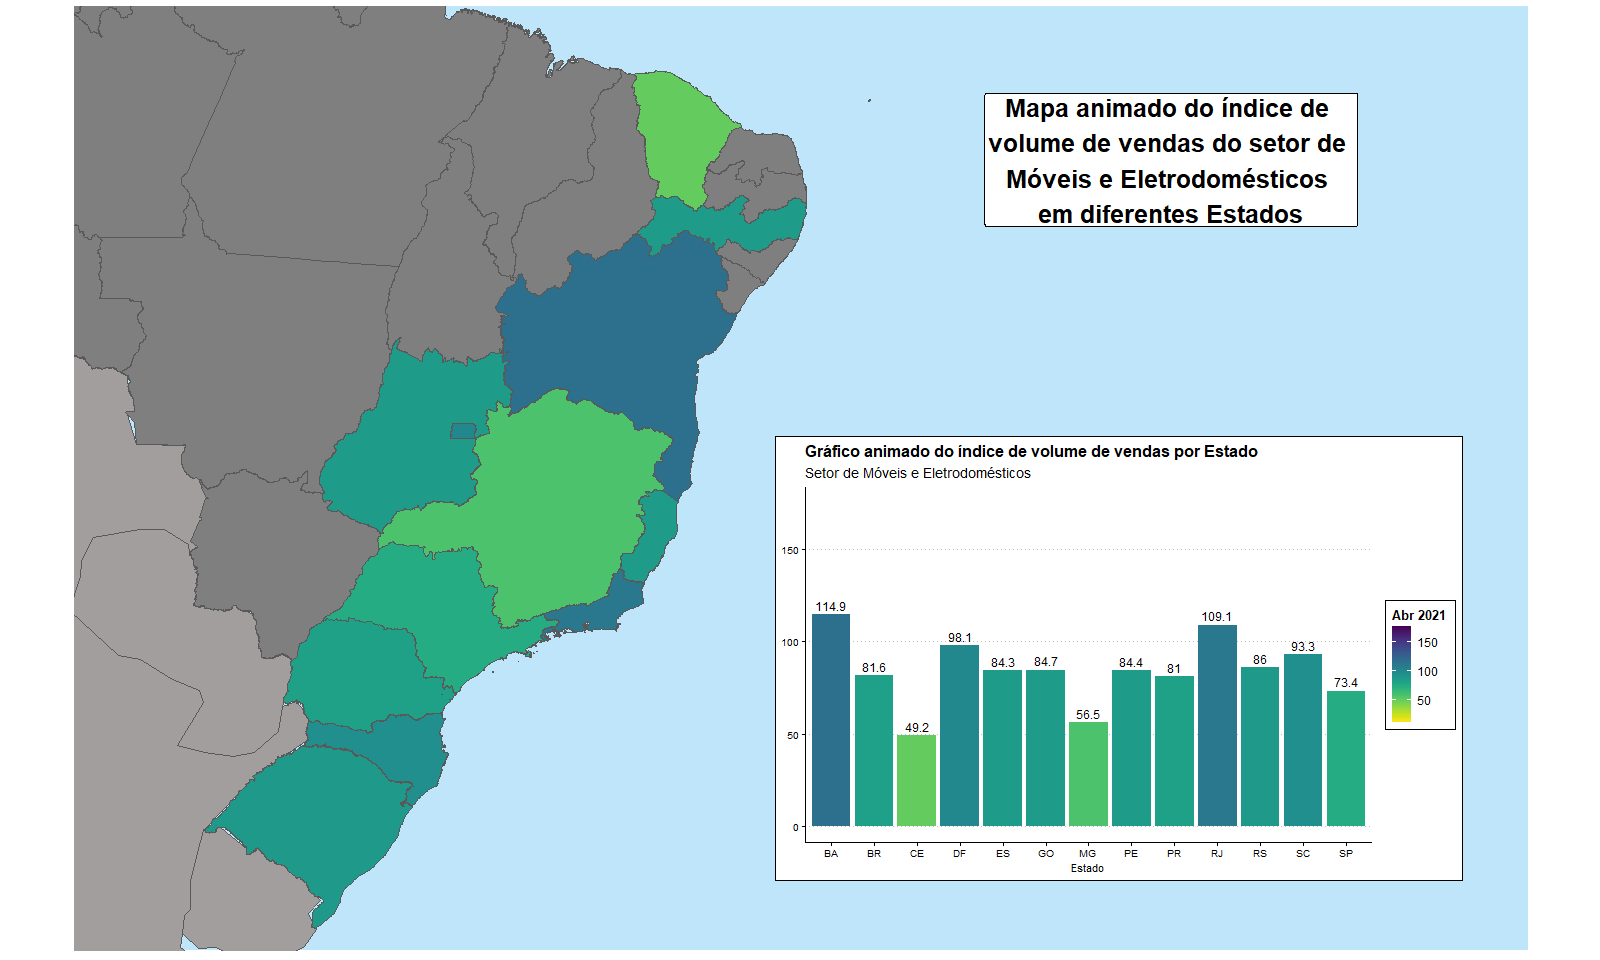 Mapa animado do índice de
volume de vendas do setor de
Móveis e Eletrodomésticos
em diferentes Estados
Gráfico animado do índice de volume de vendas por Estado
Setor de Móveis e Eletrodomésticos
150
100
50
0
114.9
81.6
49.2
98.1
84.3
84.7
56.5
84.4
81
109.1
86
93.3
73.4
BA BR CE DF ES GO MG PE PR RJ RS SC SP
Estado
Abr 2021
150
100
50